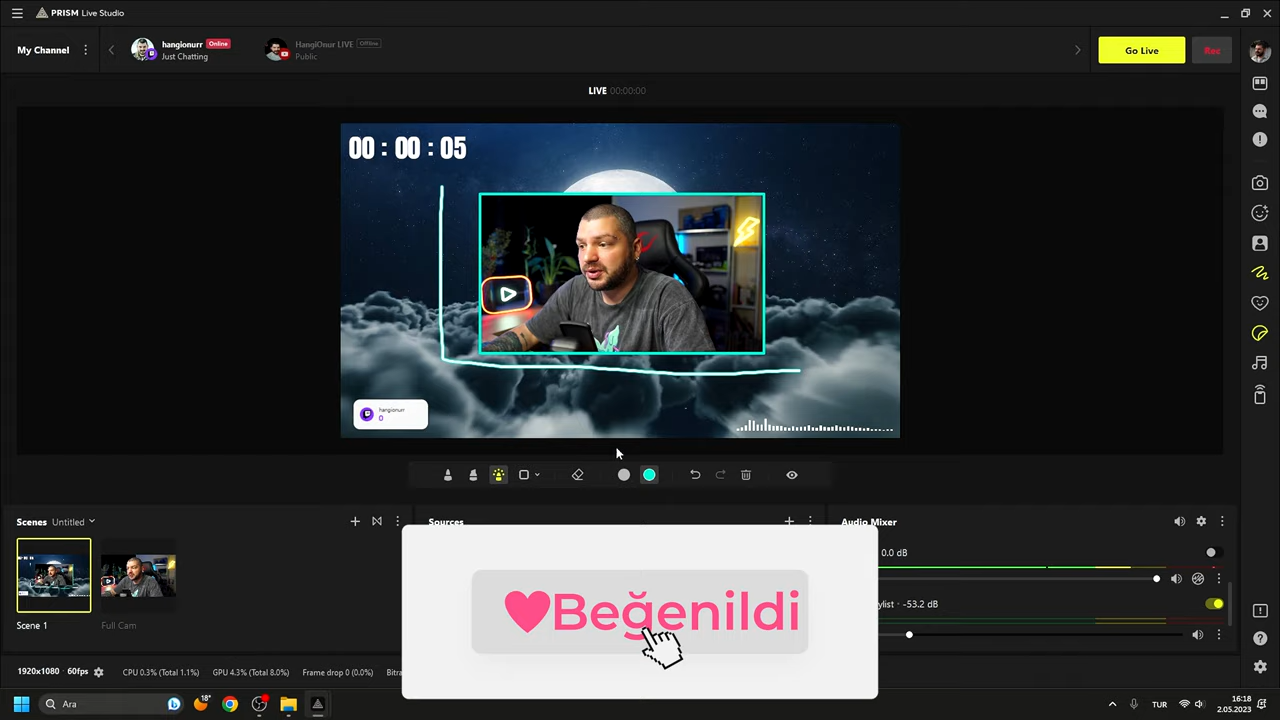 PRISM Live Studio
My Channel
hangionurr Online
Just Chatting
HangiOnur LIVE Offline
Public
Go Live
Rec
LIVE 00:00:00
00 : 00 : 05
hangionurr
0
Scenes Untitled
Sources
Audio Mixer
0.0 dB
ylist · -53.2 dB
Scene 1
Full Cam
Beğenildi
1920x1080 · 60fps
CPU 0.3% (Total 1.1%)
GPU 4.3% (Total 8.0%)
Frame drop 0 (0.0%)
Bitra
18°
Ara
TUR
16:18
2.05.2023